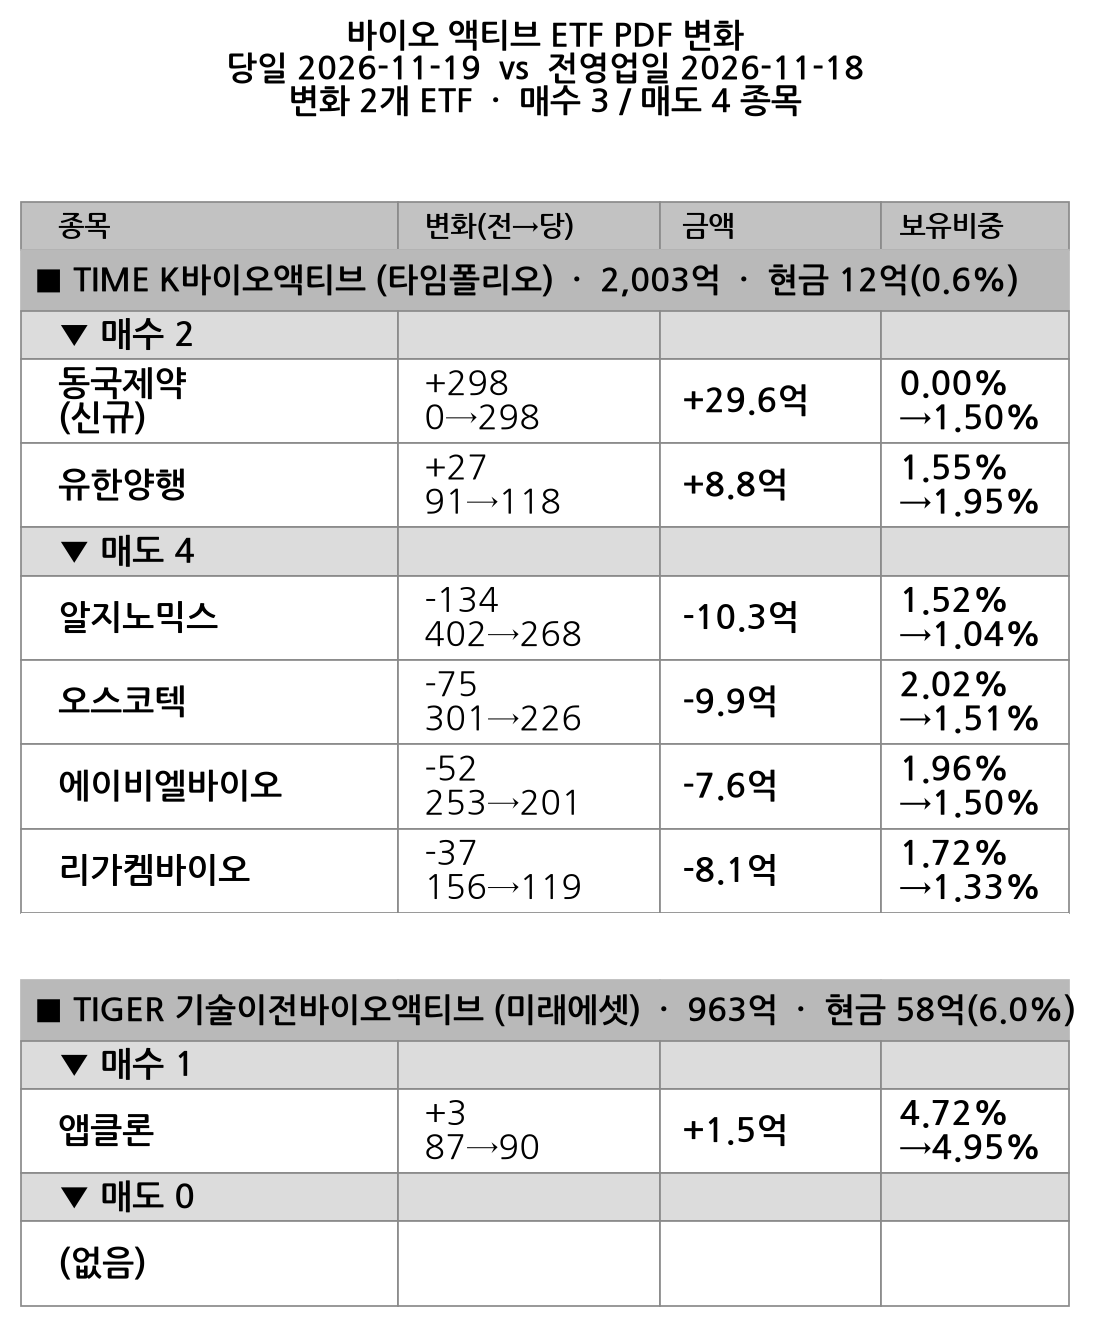 바이오 액티브 ETF PDF 변화
당일 2026-11-19 vs 전영업일 2026-11-18
변화 2개 ETF · 매수 3 / 매도 4 종목
종목 변화(전→당) 금액 보유비중
■ TIME K바이오액티브 (타임폴리오) · 2,003억 · 현금 12억(0.6%)
▼ 매수 2
동국제약 +298 +29.6억 0.00%
(신규) 0→298 →1.50%
유한양행 +27 +8.8억 1.55%
91→118 →1.95%
▼ 매도 4
알지노믹스 -134 -10.3억 1.52%
402→268 →1.04%
오스코텍 -75 -9.9억 2.02%
301→226 →1.51%
에이비엘바이오 -52 -7.6억 1.96%
253→201 →1.50%
리가켐바이오 -37 -8.1억 1.72%
156→119 →1.33%
■ TIGER 기술이전바이오액티브 (미래에셋) · 963억 · 현금 58억(6.0%)
▼ 매수 1
앱클론 +3 +1.5억 4.72%
87→90 →4.95%
▼ 매도 0
(없음)